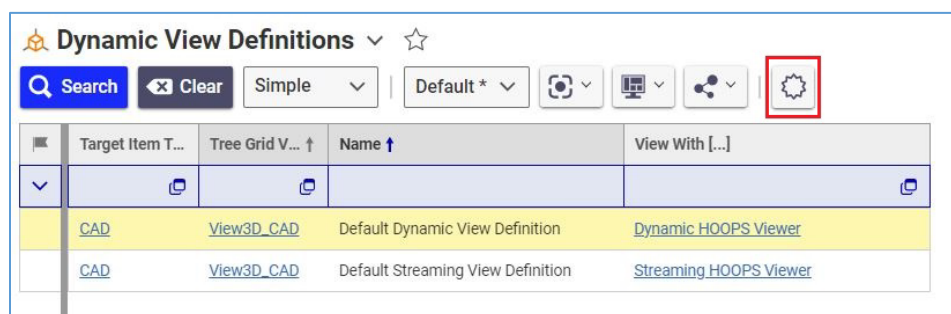 Dynamic View Definitions
Search Clear Simple Default *
Target Item T... Tree Grid V... ↑ Name ↑ View With [...]
CAD View3D_CAD Default Dynamic View Definition Dynamic HOOPS Viewer
CAD View3D_CAD Default Streaming View Definition Streaming HOOPS Viewer